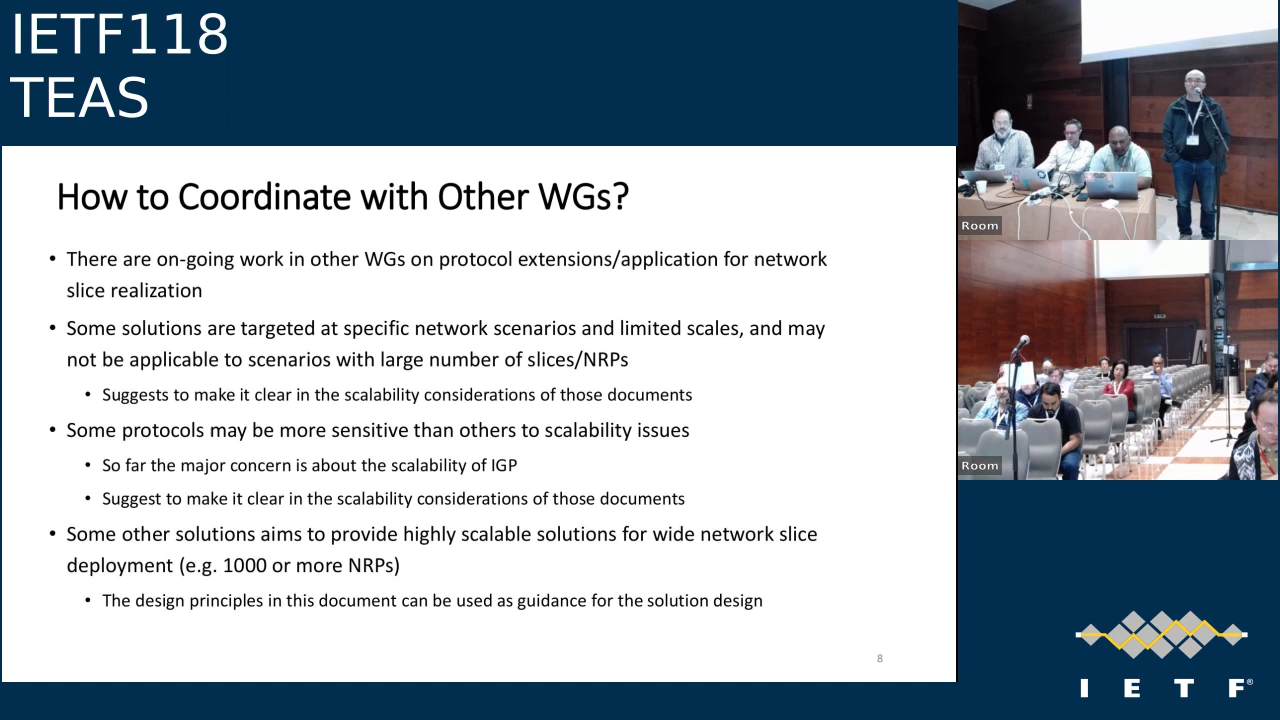 IETF118
TEAS
How to Coordinate with Other WGs?
• There are on-going work in other WGs on protocol extensions/application for network
slice realization
• Some solutions are targeted at specific network scenarios and limited scales, and may
not be applicable to scenarios with large number of slices/NRPs
• Suggests to make it clear in the scalability considerations of those documents
• Some protocols may be more sensitive than others to scalability issues
• So far the major concern is about the scalability of IGP
• Suggest to make it clear in the scalability considerations of those documents
• Some other solutions aims to provide highly scalable solutions for wide network slice
deployment (e.g. 1000 or more NRPs)
• The design principles in this document can be used as guidance for the solution design
8
Room
Room
I E T F®